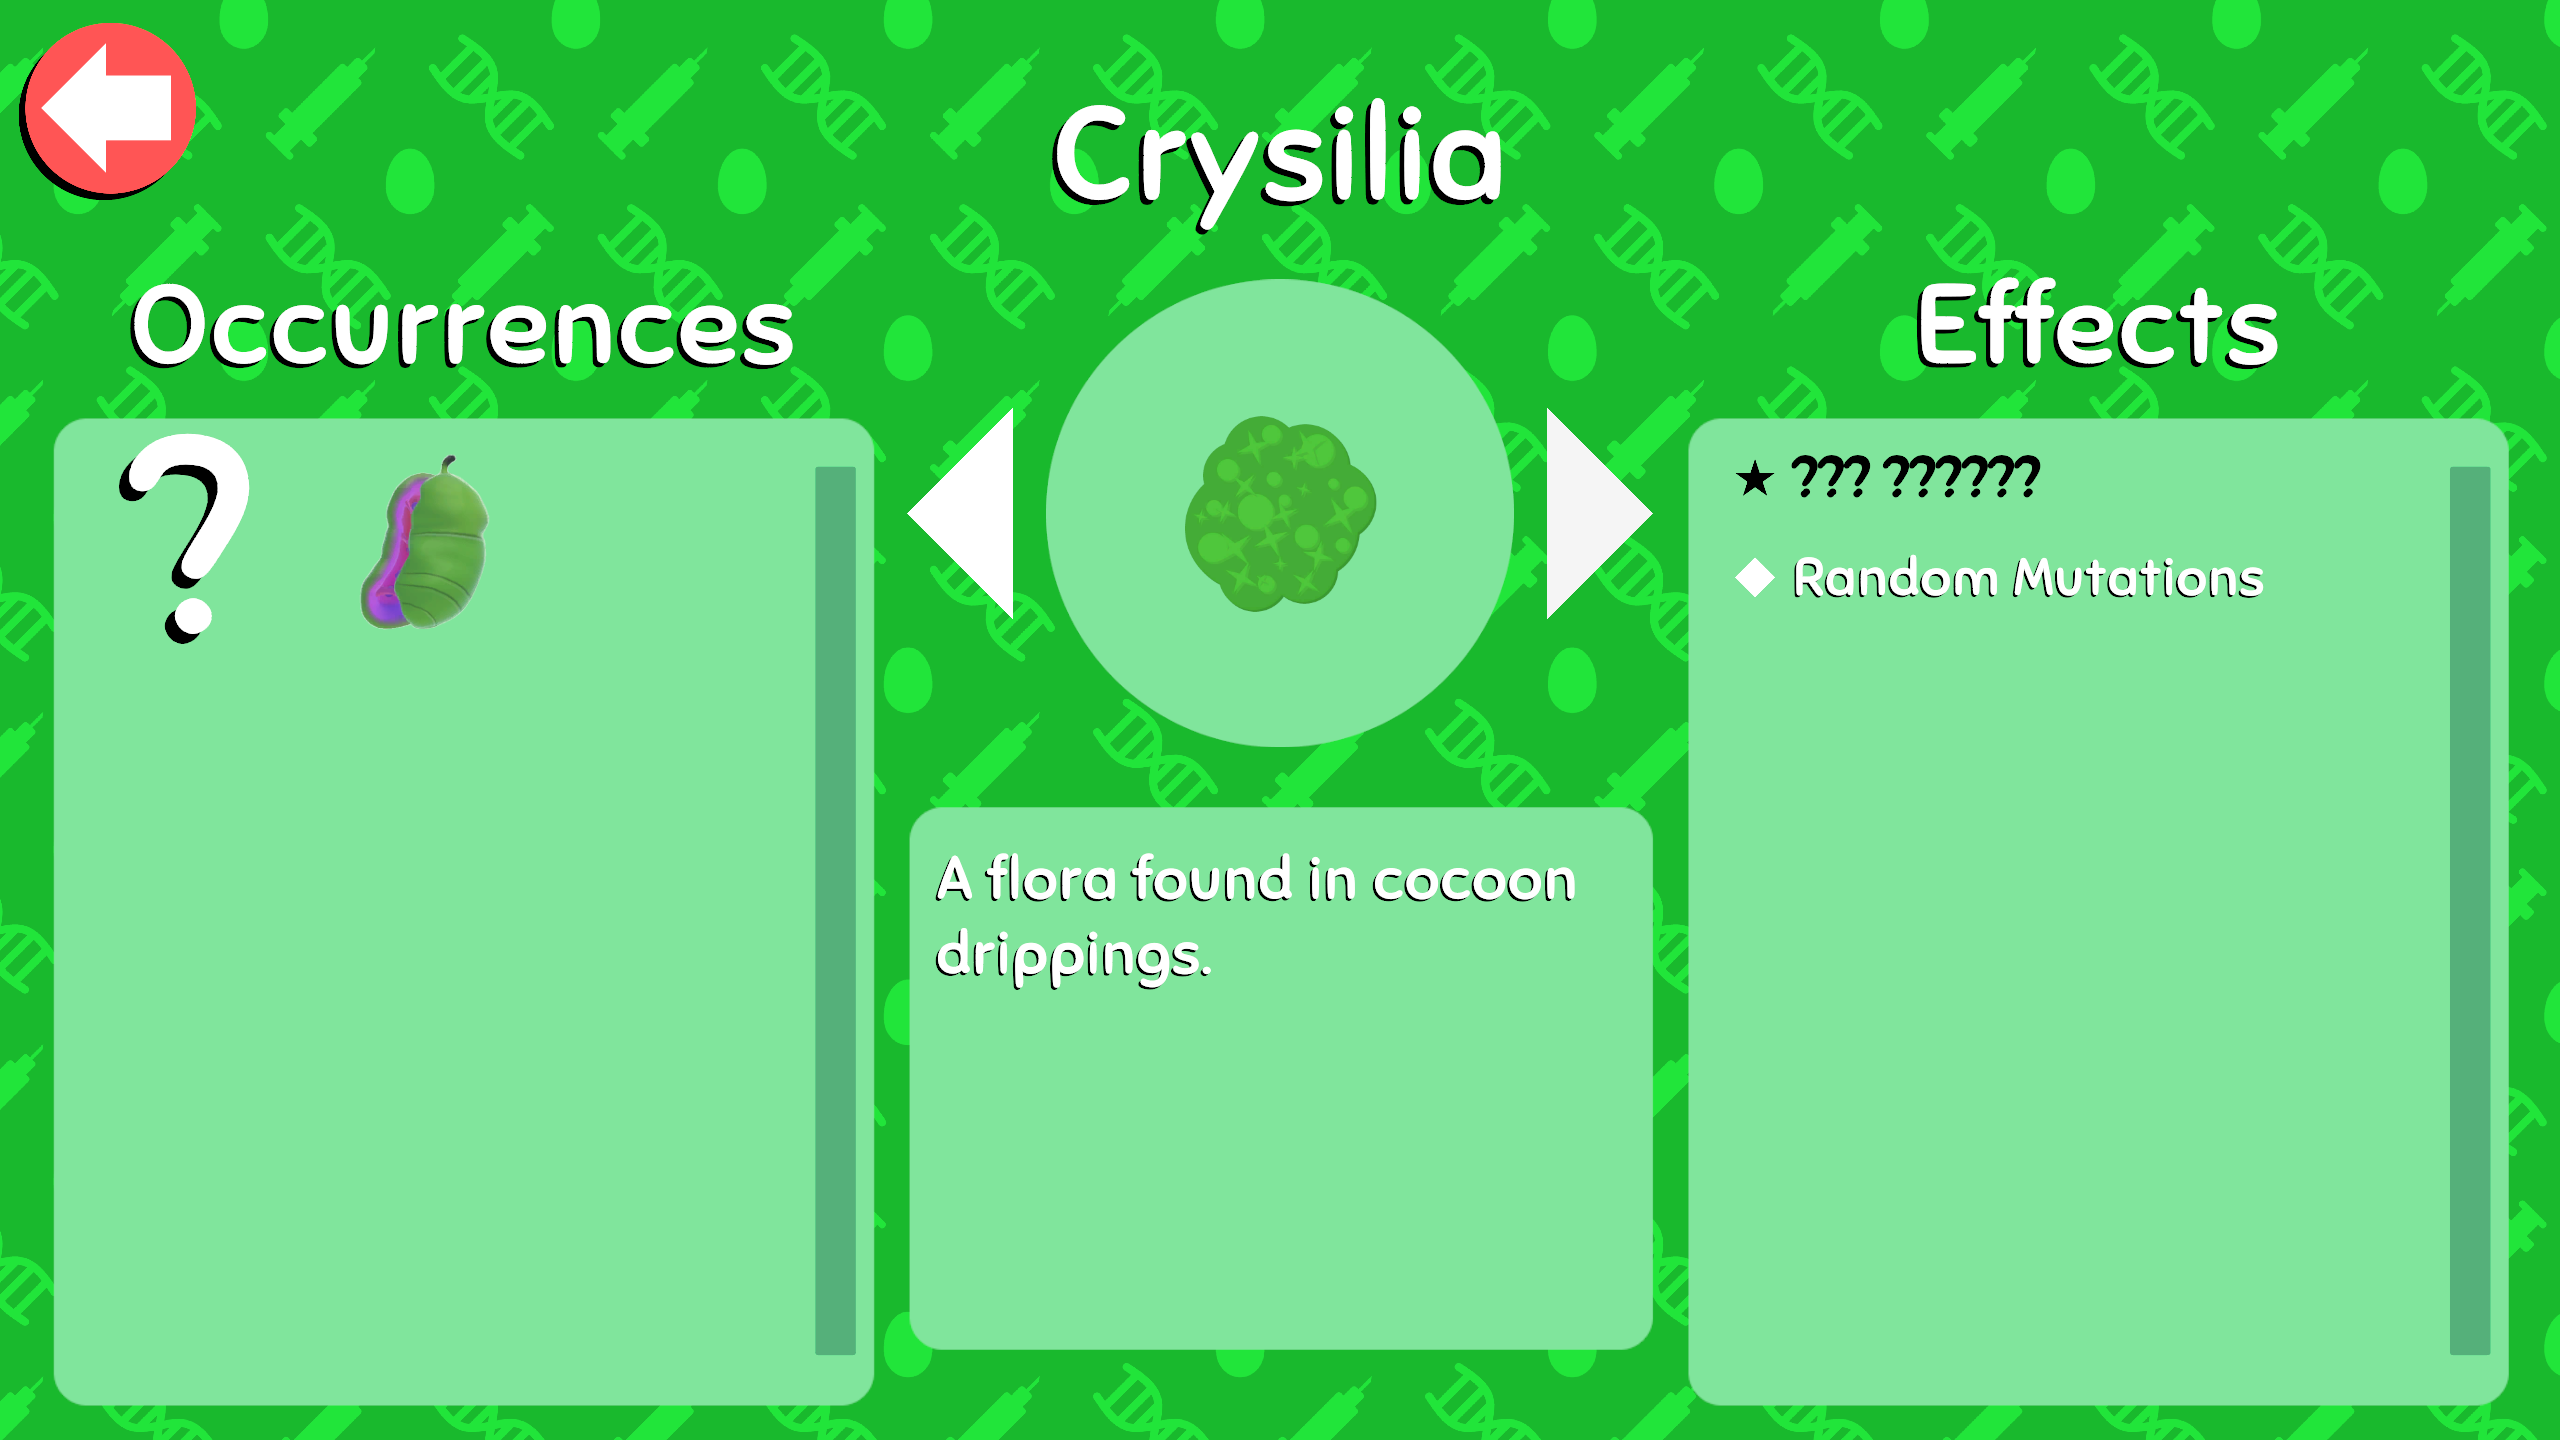 Crysilia
Occurrences
?
A flora found in cocoon
drippings.
Effects
★ ??? ??????
◆ Random Mutations